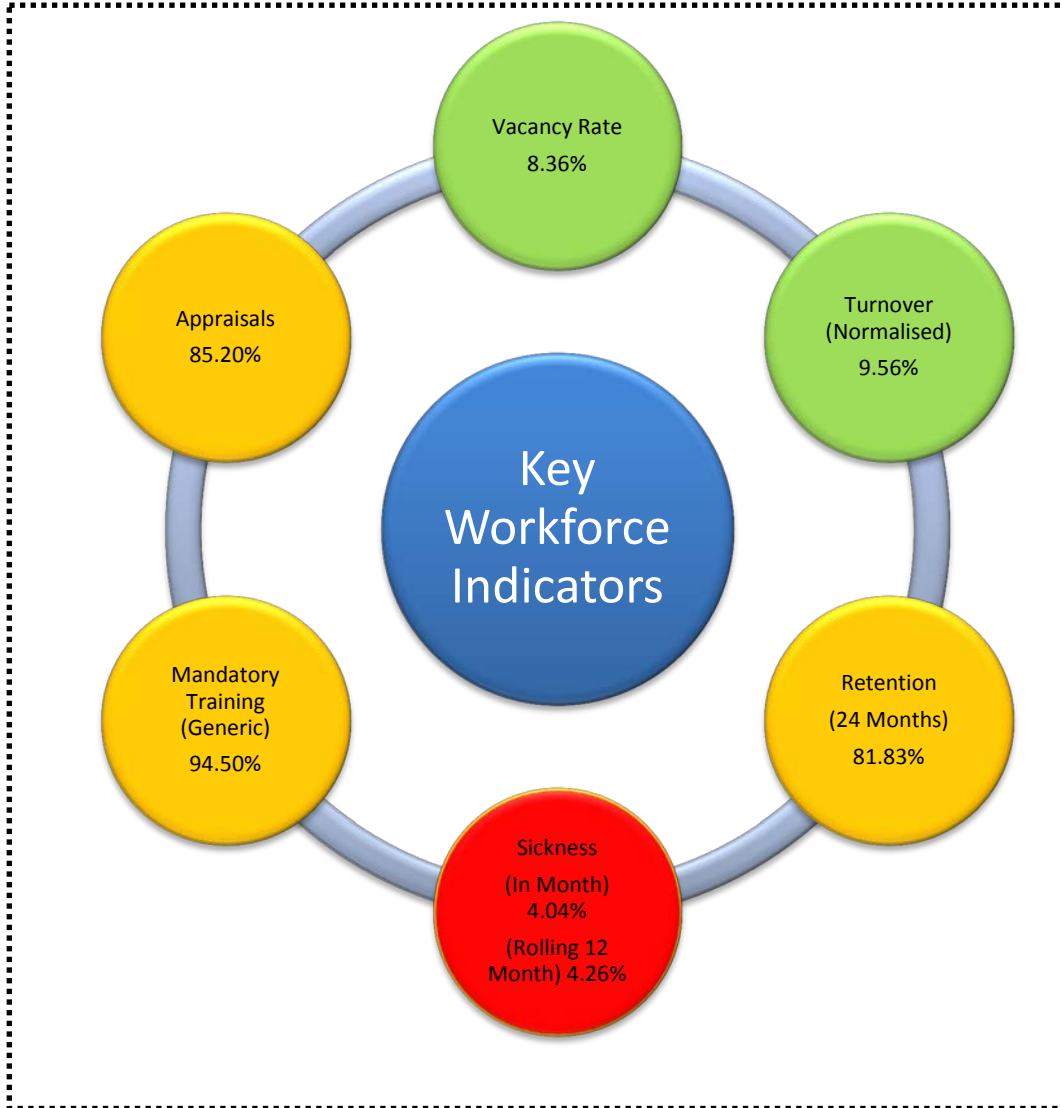 Vacancy Rate
8.36%
Turnover
(Normalised)
9.56%
Retention
(24 Months)
81.83%
Sickness
(In Month)
4.04%
(Rolling 12
Month) 4.26%
Mandatory
Training
(Generic)
94.50%
Appraisals
85.20%
Key
Workforce
Indicators